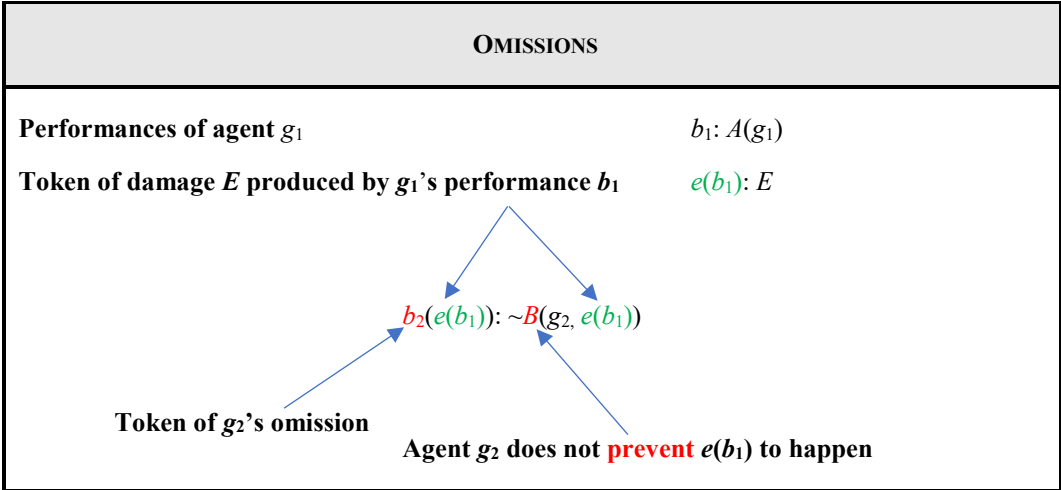 OMISSIONS
Performances of agent g₁ b₁: A(g₁)
Token of damage E produced by g₁’s performance b₁ e(b₁): E
b₂(e(b₁)): ~B(g₂, e(b₁))
Token of g₂’s omission
Agent g₂ does not prevent e(b₁) to happen